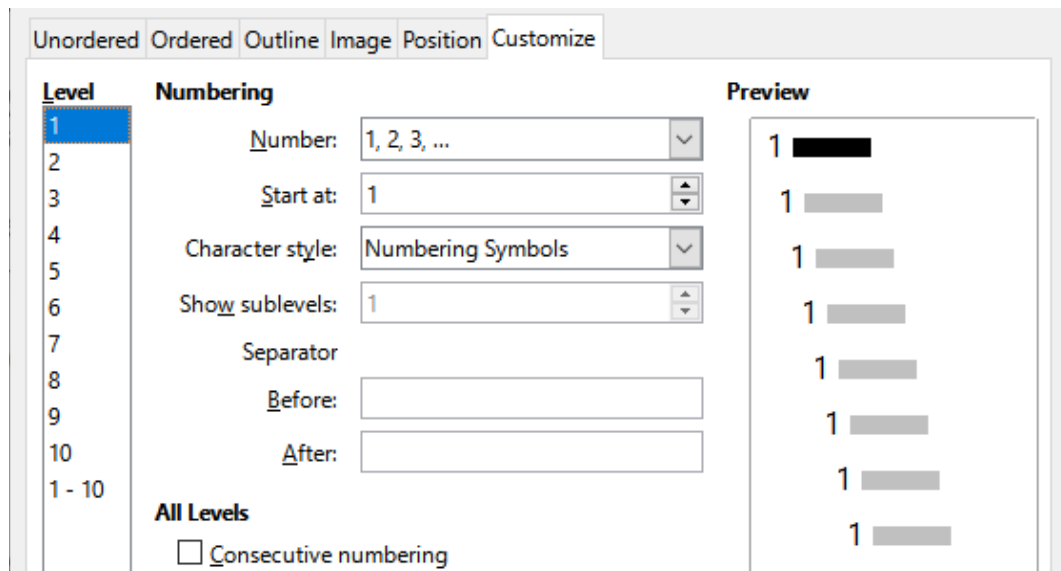 Unordered Ordered Outline Image Position Customize
Level
1
2
3
4
5
6
7
8
9
10
1 - 10
Numbering
Number: 1, 2, 3, ...
Start at: 1
Character style: Numbering Symbols
Show sublevels: 1
Separator
Before:
After:
All Levels
Consecutive numbering
Preview
1
1
1
1
1
1
1
1